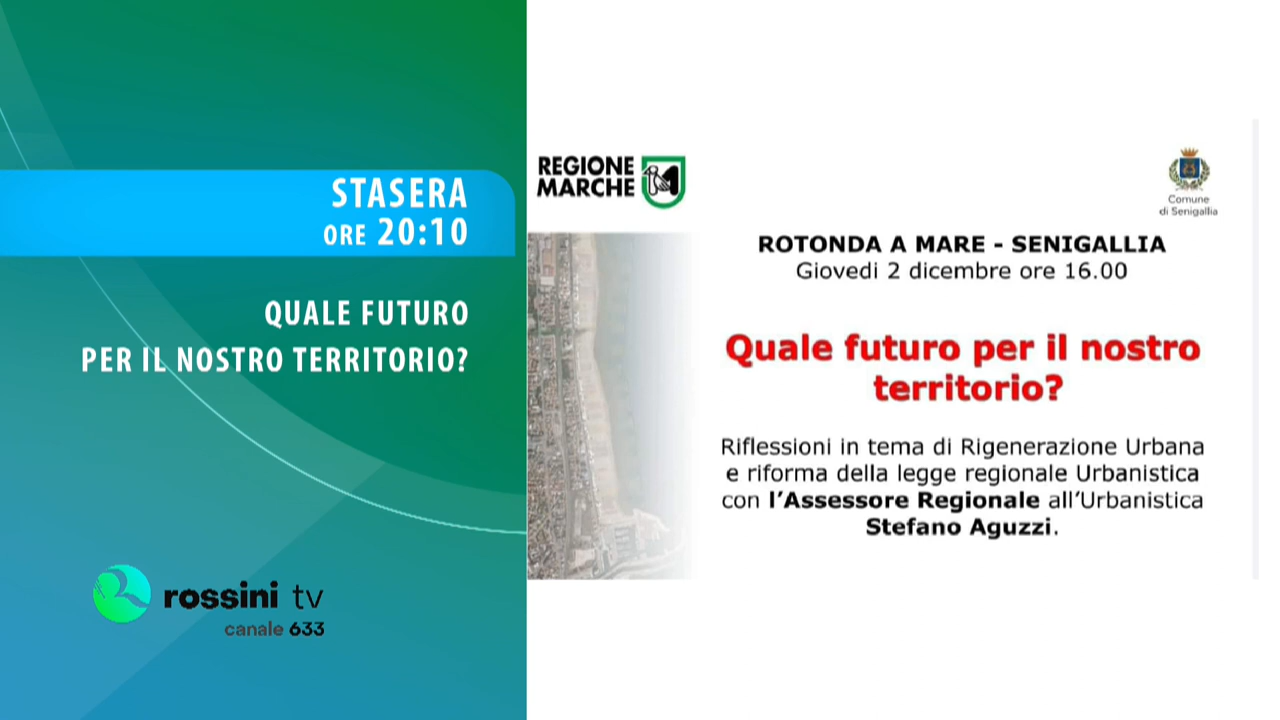 STASERA
ORE 20:10
QUALE FUTURO
PER IL NOSTRO TERRITORIO?
rossini tv
canale 633
REGIONE
MARCHE
Comune
di Senigallia
ROTONDA A MARE - SENIGALLIA
Giovedi 2 dicembre ore 16.00
Quale futuro per il nostro
territorio?
Riflessioni in tema di Rigenerazione Urbana
e riforma della legge regionale Urbanistica
con l’Assessore Regionale all’Urbanistica
Stefano Aguzzi.